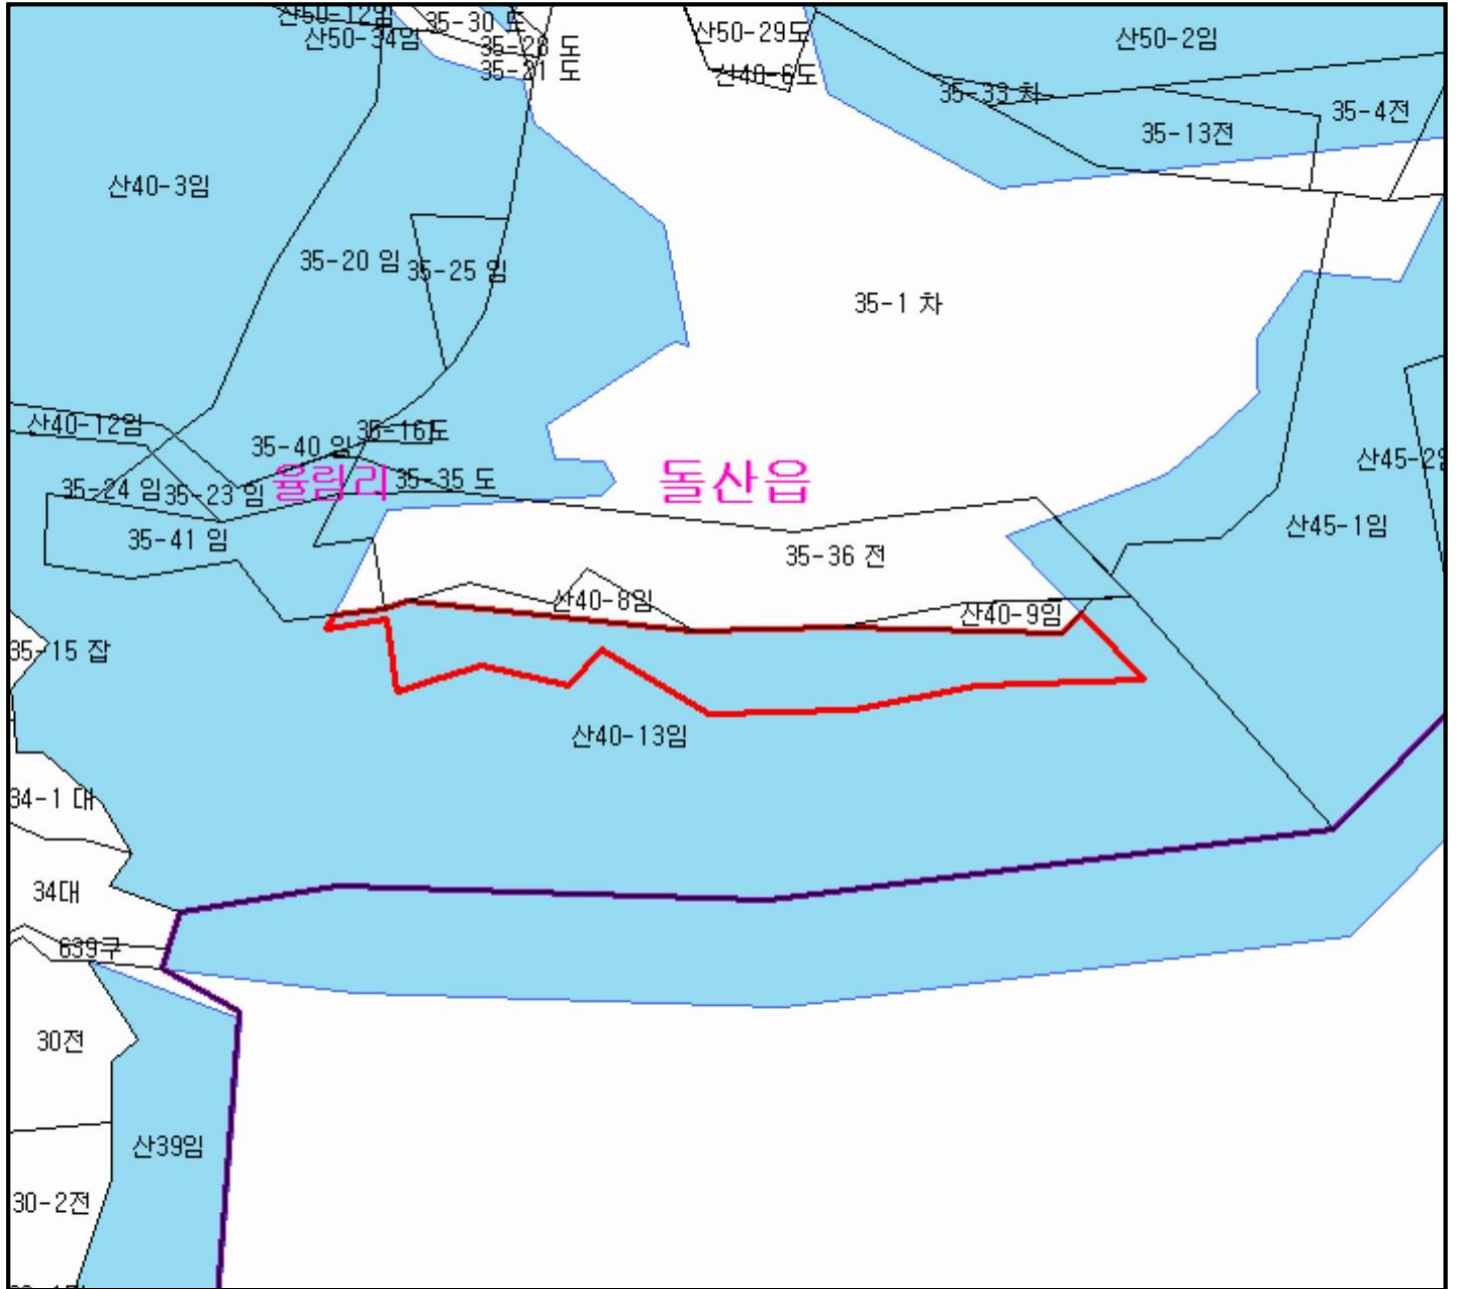 산50-12임
35-30 도
산50-34임
35-28 도
35-21 도
산50-29도
산40-6도
산50-2임
35-33 차
35-4전
35-13전
산40-3임
35-20 임
35-25 임
35-1 차
산40-12임
35-16도
35-40 임
산45-2임
율림리
돌산읍
35-35 도
35-24 임
35-23 임
산45-1임
35-41 임
35-36 전
산40-8임
산40-9임
35-15 잡
산40-13임
34-1 대
34대
639구
30전
산39임
30-2전